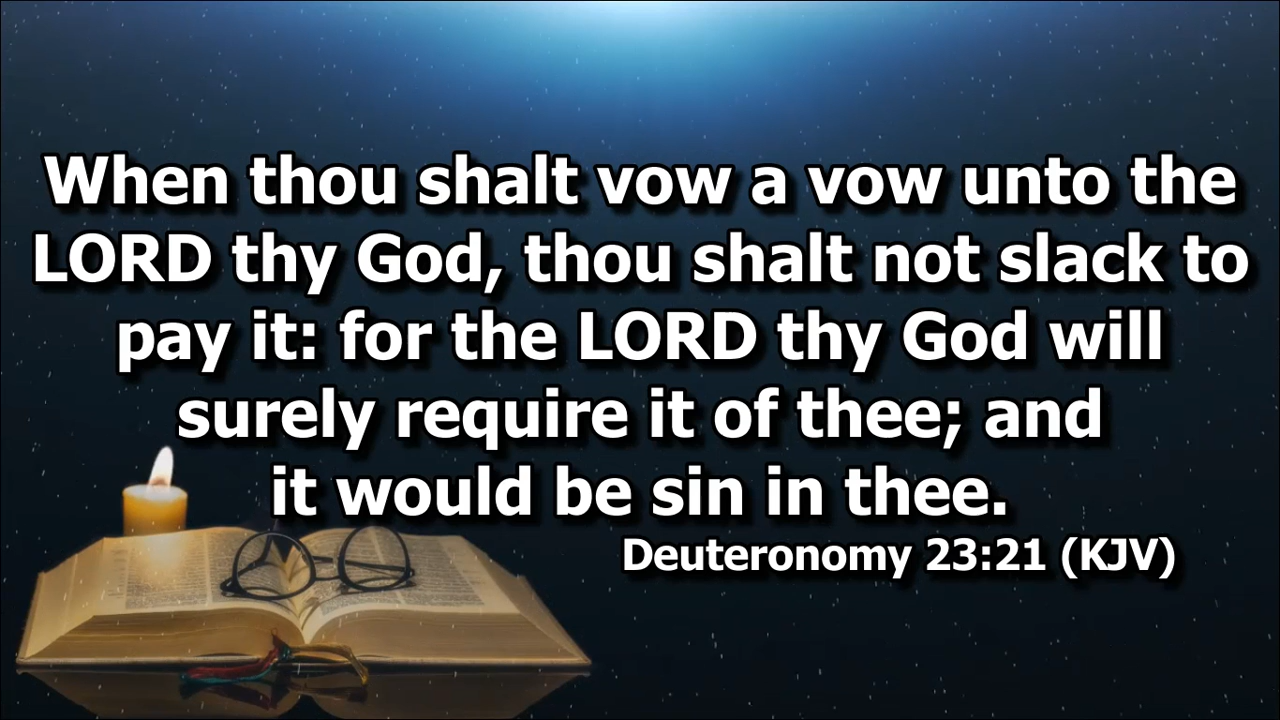 When thou shalt vow a vow unto the
LORD thy God, thou shalt not slack to
pay it: for the LORD thy God will
surely require it of thee; and
it would be sin in thee.
Deuteronomy 23:21 (KJV)